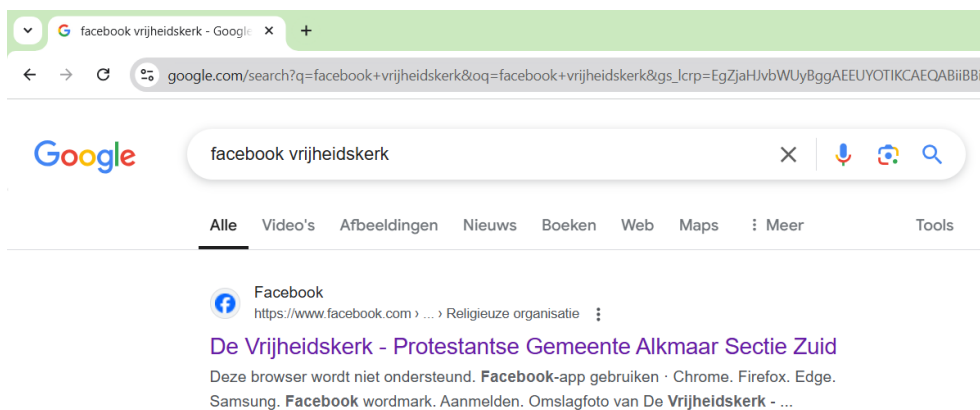 facebook vrijheidskerk - Google
google.com/search?q=facebook+vrijheidskerk&oq=facebook+vrijheidskerk&gs_lcrp=EgZjaHJvbWUyBggAEEUYOTIKCAEQABiiBBi
Google
facebook vrijheidskerk
Alle Video's Afbeeldingen Nieuws Boeken Web Maps Meer Tools
Facebook
https://www.facebook.com › ... › Religieuze organisatie
De Vrijheidskerk - Protestantse Gemeente Alkmaar Sectie Zuid
Deze browser wordt niet ondersteund. Facebook-app gebruiken · Chrome. Firefox. Edge.
Samsung. Facebook wordmark. Aanmelden. Omslagfoto van De Vrijheidskerk - ...